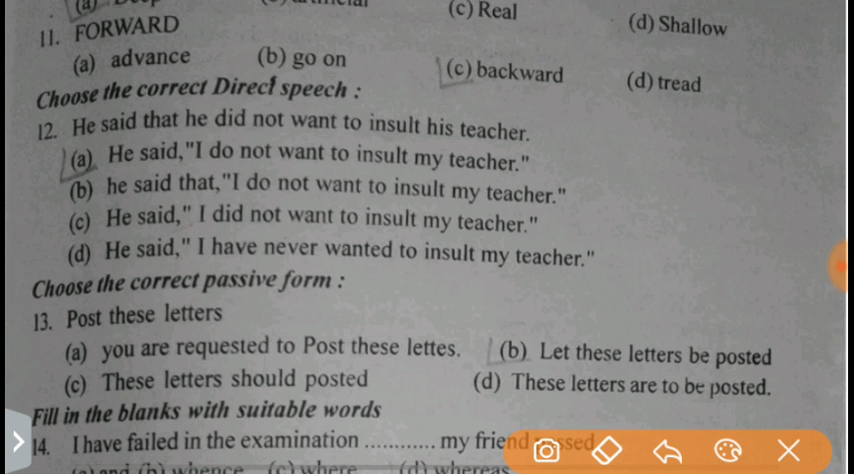 (c) Real (d) Shallow
11. FORWARD
(a) advance (b) go on (c) backward (d) tread
Choose the correct Direct speech :
12. He said that he did not want to insult his teacher.
(a) He said,"I do not want to insult my teacher."
(b) he said that,"I do not want to insult my teacher."
(c) He said," I did not want to insult my teacher."
(d) He said," I have never wanted to insult my teacher."
Choose the correct passive form :
13. Post these letters
(a) you are requested to Post these lettes. (b) Let these letters be posted
(c) These letters should posted (d) These letters are to be posted.
Fill in the blanks with suitable words
14. I have failed in the examination ............ my friend
(a) and (b) whence (c) where (d) whereas